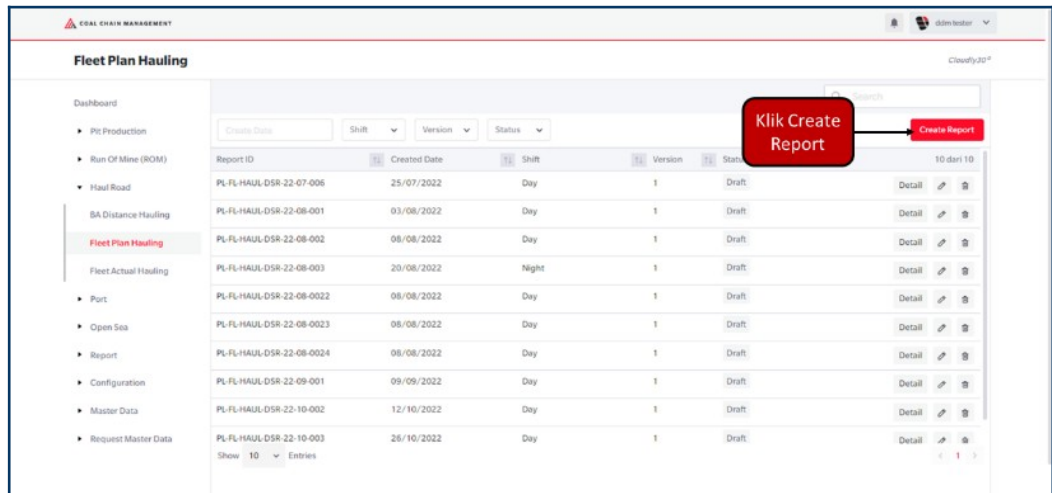 COAL CHAIN MANAGEMENT
ddm tester
Fleet Plan Hauling
Cloudly30°
Dashboard
Search
Pit Production
Create Date
Shift
Version
Status
Klik Create
Report
Create Report
Run Of Mine (ROM)
Report ID
Created Date
Shift
Version
Status
10 dari 10
Haul Road
PL-FL-HAUL-DSR-22-07-006 25/07/2022 Day 1 Draft Detail
BA Distance Hauling
PL-FL-HAUL-DSR-22-08-001 03/08/2022 Day 1 Draft Detail
Fleet Plan Hauling
PL-FL-HAUL-DSR-22-08-002 08/08/2022 Day 1 Draft Detail
Fleet Actual Hauling
PL-FL-HAUL-DSR-22-08-003 20/08/2022 Night 1 Draft Detail
Port
PL-FL-HAUL-DSR-22-08-0022 08/08/2022 Day 1 Draft Detail
Open Sea
PL-FL-HAUL-DSR-22-08-0023 08/08/2022 Day 1 Draft Detail
Report
PL-FL-HAUL-DSR-22-08-0024 08/08/2022 Day 1 Draft Detail
Configuration
PL-FL-HAUL-DSR-22-09-001 09/09/2022 Day 1 Draft Detail
Master Data
PL-FL-HAUL-DSR-22-10-002 12/10/2022 Day 1 Draft Detail
Request Master Data
PL-FL-HAUL-DSR-22-10-003 26/10/2022 Day 1 Draft Detail
Show 10 Entries
1